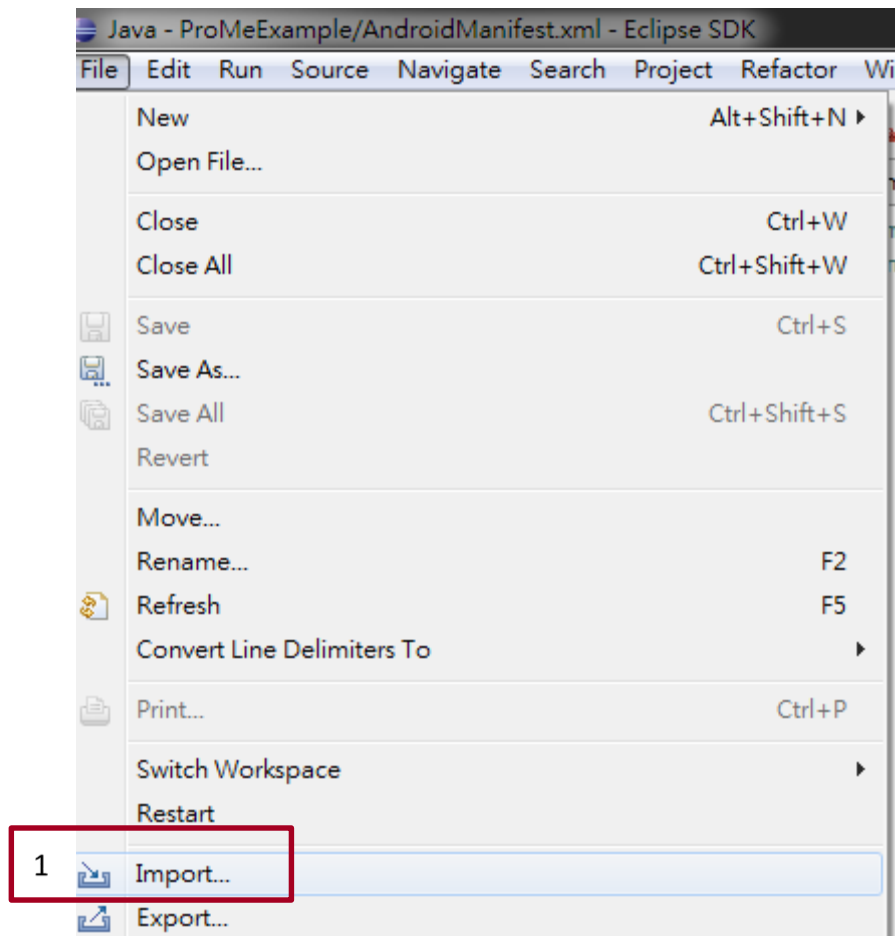 Java - ProMeExample/AndroidManifest.xml - Eclipse SDK
File Edit Run Source Navigate Search Project Refactor Wi
New Alt+Shift+N
Open File...
Close Ctrl+W
Close All Ctrl+Shift+W
Save Ctrl+S
Save As...
Save All Ctrl+Shift+S
Revert
Move...
Rename... F2
Refresh F5
Convert Line Delimiters To
Print... Ctrl+P
Switch Workspace
Restart
1 Import...
Export...